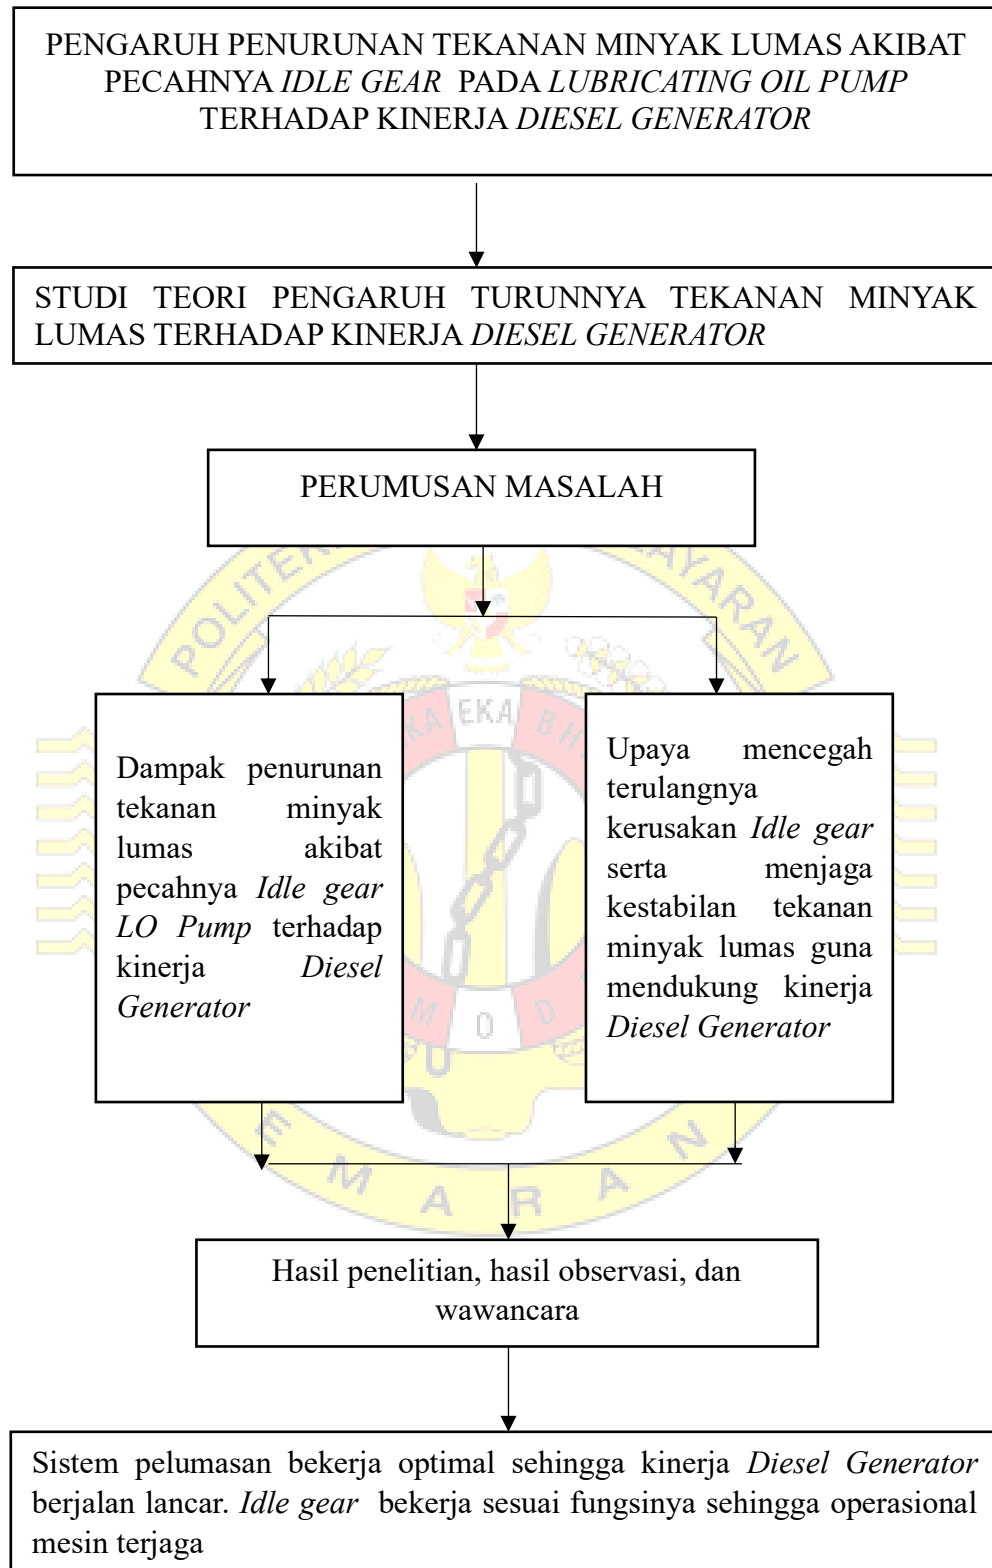 PENGARUH PENURUNAN TEKANAN MINYAK LUMAS AKIBAT
PECAHNYA IDLE GEAR PADA LUBRICATING OIL PUMP
TERHADAP KINERJA DIESEL GENERATOR
STUDI TEORI PENGARUH TURUNNYA TEKANAN MINYAK
LUMAS TERHADAP KINERJA DIESEL GENERATOR
PERUMUSAN MASALAH
AYARAN
EKA
Dampak penurunan
tekanan minyak
lumas akibat
pecahnya Idle gear
LO Pump terhadap
kinerja Diesel
Generator
Upaya mencegah
terulangnya
kerusakan Idle gear
serta menjaga
kestabilan tekanan
minyak lumas guna
mendukung kinerja
Diesel Generator
EMARAN
Hasil penelitian, hasil observasi, dan
wawancara
Sistem pelumasan bekerja optimal sehingga kinerja Diesel Generator
berjalan lancar. Idle gear bekerja sesuai fungsinya sehingga operasional
mesin terjaga